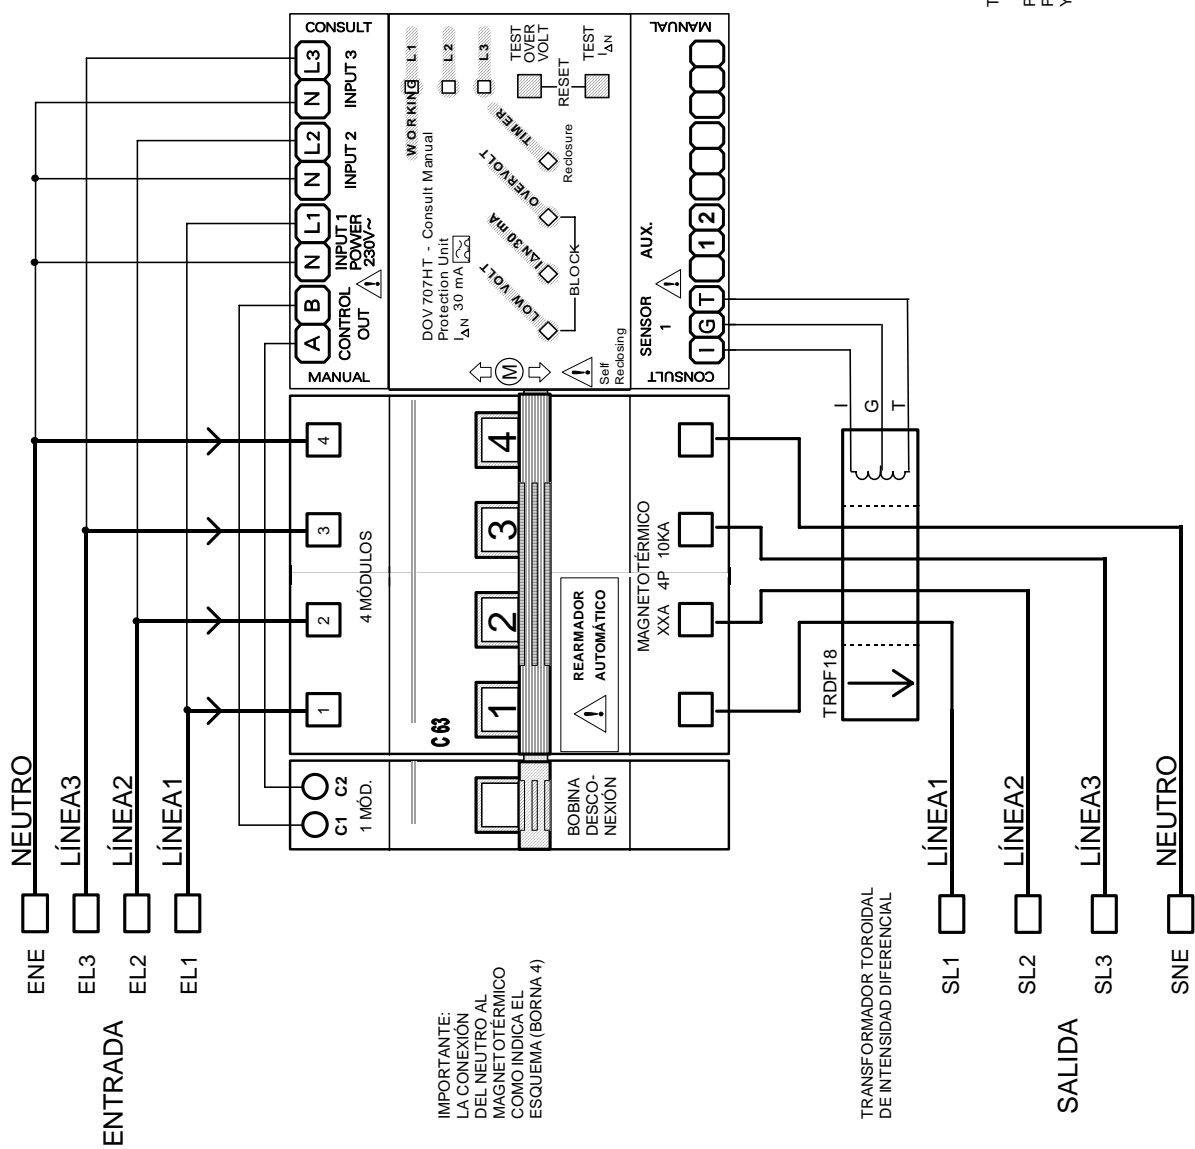 ENTRADA
ENE
EL3
EL2
EL1
NEUTRO
LÍNEA3
LÍNEA2
LÍNEA1
IMPORTANTE:
LA CONEXIÓN
DEL NEUTRO AL
MAGNETOTÉRMICO
COMO INDICA EL
ESQUEMA (BORNA 4)
C1 C2
1 MÓD.
BOBINA
DESCO-
NEXIÓN
1
2
3
4
4 MÓDULOS
C 63
1
2
3
4
REARMADOR
AUTOMÁTICO
MAGNETOTÉRMICO
XXA 4P 10KA
MANUAL
CONSULT
A
B
N
L1
N
L2
N
L3
CONTROL
OUT
INPUT 1
POWER
230V~
INPUT 2
INPUT 3
DOV 707HT - Consult Manual
Protection Unit
I∆N 30 mA
WORKING
L1
L2
L3
M
Self
Reclosing
LOW VOLT
I∆N 30 mA
OVERVOLT
TIMER
BLOCK
Reclosure
TEST
OVER
VOLT
RESET
TEST
I∆N
SENSOR
1
AUX.
I
G
T
1
2
CONSULT
MANUAL
I
G
T
TRDF18
TRANSFORMADOR TOROIDAL
DE INTENSIDAD DIFERENCIAL
LÍNEA1
LÍNEA2
LÍNEA3
NEUTRO
SL1
SL2
SL3
SNE
SALIDA